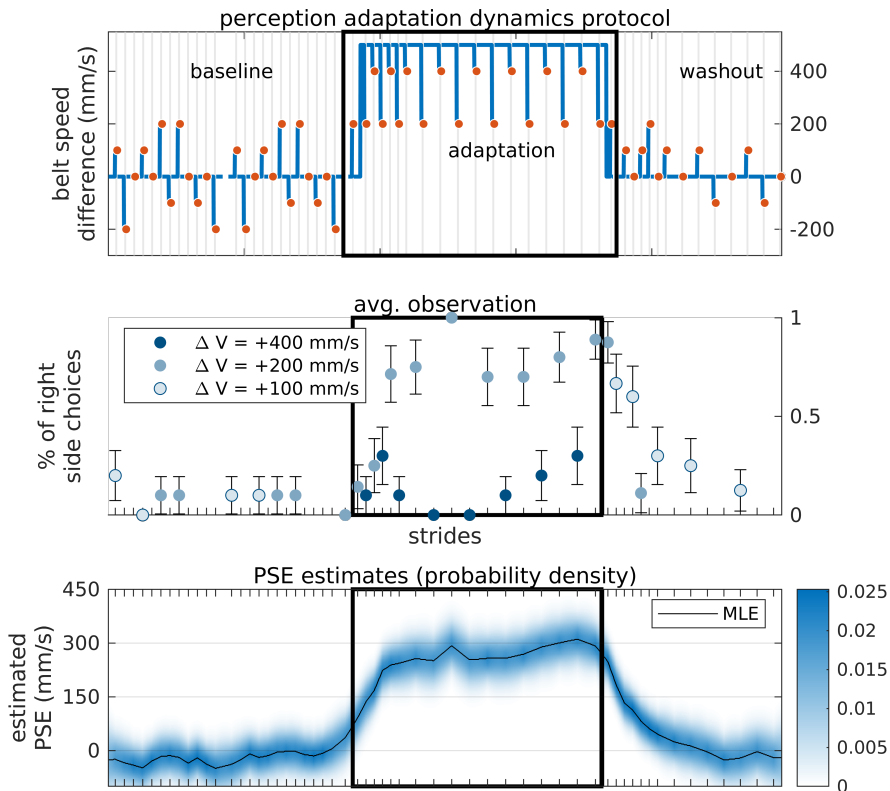 perception adaptation dynamics protocol
belt speed
difference (mm/s)
baseline
adaptation
washout
400
200
0
-200
avg. observation
% of right
side choices
Δ V = +400 mm/s
Δ V = +200 mm/s
Δ V = +100 mm/s
1
0.5
0
strides
PSE estimates (probability density)
estimated
PSE (mm/s)
450
300
150
0
MLE
0.025
0.02
0.015
0.01
0.005
0